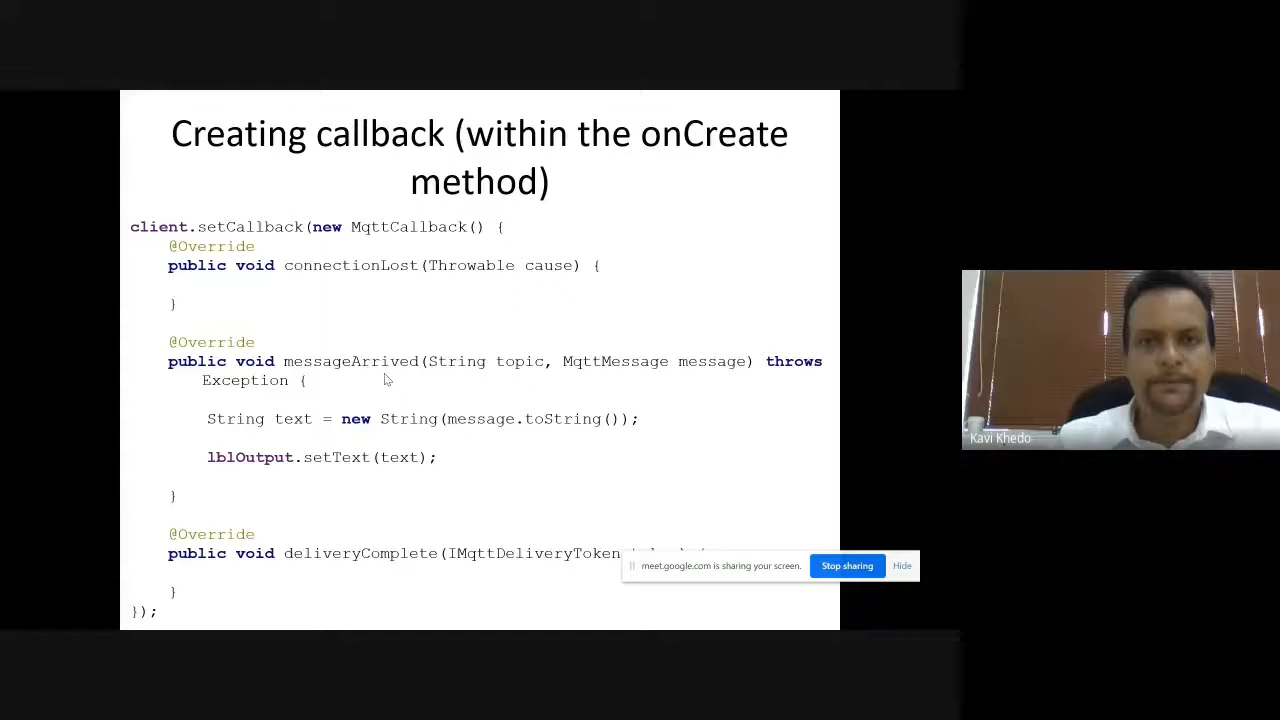 Creating callback (within the onCreate
method)
client.setCallback(new MqttCallback() {
@Override
public void connectionLost(Throwable cause) {
}
@Override
public void messageArrived(String topic, MqttMessage message) throws
Exception {
String text = new String(message.toString());
lblOutput.setText(text);
}
@Override
public void deliveryComplete(IMqttDeliveryToken
}
});
meet.google.com is sharing your screen.
Stop sharing
Hide
Kavi Khedo